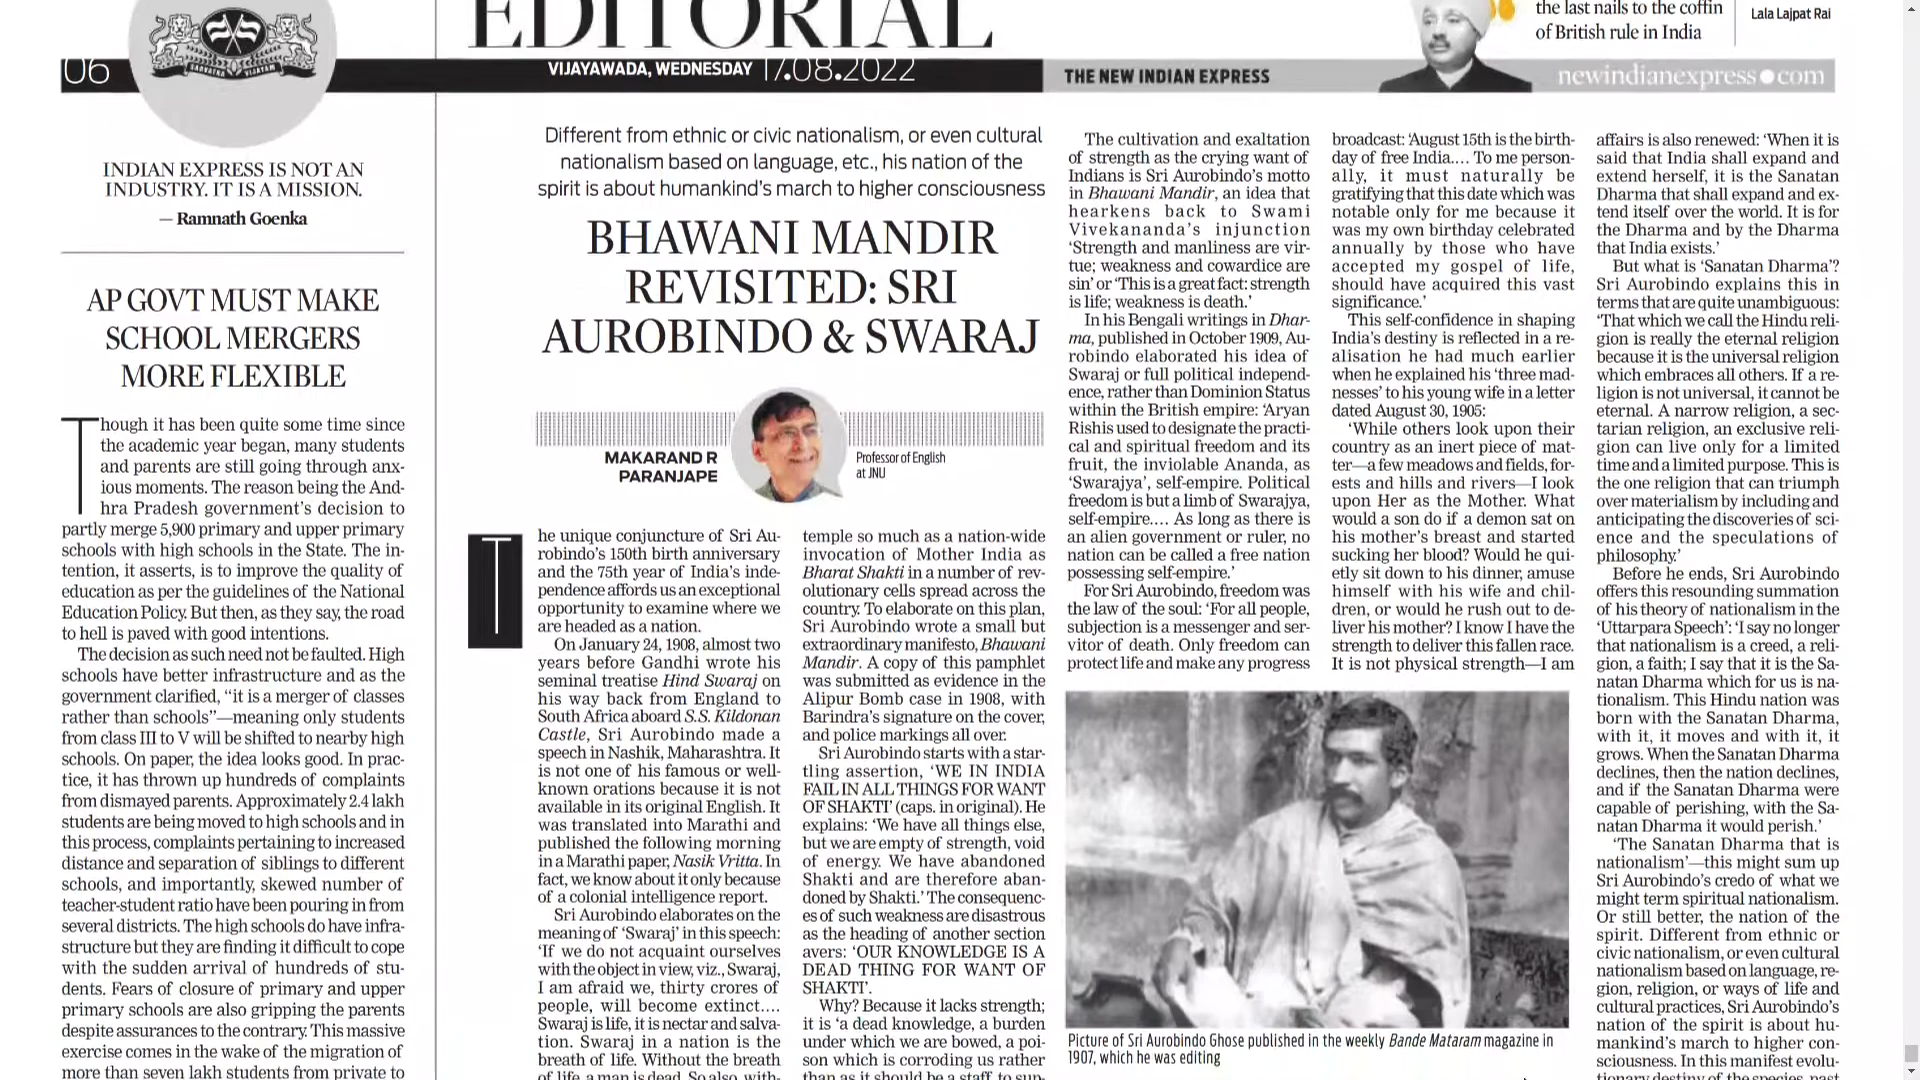 EDITORIAL
the last nails to the coffin
of British rule in India
Lala Lajpat Rai
06
VIJAYAWADA, WEDNESDAY 17.08.2022
THE NEW INDIAN EXPRESS
newindianexpress●com
INDIAN EXPRESS IS NOT AN
INDUSTRY. IT IS A MISSION.
— Ramnath Goenka
AP GOVT MUST MAKE
SCHOOL MERGERS
MORE FLEXIBLE
Though it has been quite some time since
the academic year began, many students
and parents are still going through anx-
ious moments. The reason being the And-
hra Pradesh government's decision to
partly merge 5,900 primary and upper primary
schools with high schools in the State. The in-
tention, it asserts, is to improve the quality of
education as per the guidelines of the National
Education Policy. But then, as they say, the road
to hell is paved with good intentions.
The decision as such need not be faulted. High
schools have better infrastructure and as the
government clarified, “it is a merger of classes
rather than schools”—meaning only students
from class III to V will be shifted to nearby high
schools. On paper, the idea looks good. In prac-
tice, it has thrown up hundreds of complaints
from dismayed parents. Approximately 2.4 lakh
students are being moved to high schools and in
this process, complaints pertaining to increased
distance and separation of siblings to different
schools, and importantly, skewed number of
teacher-student ratio have been pouring in from
several districts. The high schools do have infra-
structure but they are finding it difficult to cope
with the sudden arrival of hundreds of stu-
dents. Fears of closure of primary and upper
primary schools are also gripping the parents
despite assurances to the contrary. This massive
exercise comes in the wake of the migration of
more than seven lakh students from private to
Different from ethnic or civic nationalism, or even cultural
nationalism based on language, etc., his nation of the
spirit is about humankind's march to higher consciousness
BHAWANI MANDIR
REVISITED: SRI
AUROBINDO & SWARAJ
MAKARAND R
PARANJAPE
Professor of English
at JNU
The unique conjuncture of Sri Au-
robindo's 150th birth anniversary
and the 75th year of India's inde-
pendence affords us an exceptional
opportunity to examine where we
are headed as a nation.
On January 24, 1908, almost two
years before Gandhi wrote his
seminal treatise Hind Swaraj on
his way back from England to
South Africa aboard S.S. Kildonan
Castle, Sri Aurobindo made a
speech in Nashik, Maharashtra. It
is not one of his famous or well-
known orations because it is not
available in its original English. It
was translated into Marathi and
published the following morning
in a Marathi paper, Nasik Vritta. In
fact, we know about it only because
of a colonial intelligence report.
Sri Aurobindo elaborates on the
meaning of ‘Swaraj’ in this speech:
‘If we do not acquaint ourselves
with the object in view, viz., Swaraj,
I am afraid we, thirty crores of
people, will become extinct....
Swaraj is life, it is nectar and salva-
tion. Swaraj in a nation is the
breath of life. Without the breath
of life, a man is dead. So also, with-
temple so much as a nation-wide
invocation of Mother India as
Bharat Shakti in a number of rev-
olutionary cells spread across the
country. To elaborate on this plan,
Sri Aurobindo wrote a small but
extraordinary manifesto, Bhawani
Mandir. A copy of this pamphlet
was submitted as evidence in the
Alipur Bomb case in 1908, with
Barindra's signature on the cover,
and police markings all over.
Sri Aurobindo starts with a star-
tling assertion, ‘WE IN INDIA
FAIL IN ALL THINGS FOR WANT
OF SHAKTI’ (caps. in original). He
explains: ‘We have all things else,
but we are empty of strength, void
of energy. We have abandoned
Shakti and are therefore aban-
doned by Shakti.’ The consequenc-
es of such weakness are disastrous
as the heading of another section
avers: ‘OUR KNOWLEDGE IS A
DEAD THING FOR WANT OF
SHAKTI’.
Why? Because it lacks strength;
it is ‘a dead knowledge, a burden
under which we are bowed, a poi-
son which is corroding us rather
than as it should be a staff to sup-
The cultivation and exaltation
of strength as the crying want of
Indians is Sri Aurobindo's motto
in Bhawani Mandir, an idea that
hearkens back to Swami
Vivekananda's injunction
‘Strength and manliness are vir-
tue; weakness and cowardice are
sin’ or ‘This is a great fact: strength
is life; weakness is death.’
In his Bengali writings in Dhar-
ma, published in October 1909, Au-
robindo elaborated his idea of
Swaraj or full political independ-
ence, rather than Dominion Status
within the British empire: ‘Aryan
Rishis used to designate the practi-
cal and spiritual freedom and its
fruit, the inviolable Ananda, as
‘Swarajya’, self-empire. Political
freedom is but a limb of Swarajya,
self-empire.... As long as there is
an alien government or ruler, no
nation can be called a free nation
possessing self-empire.’
For Sri Aurobindo, freedom was
the law of the soul: ‘For all people,
subjection is a messenger and ser-
vitor of death. Only freedom can
protect life and make any progress
broadcast: ‘August 15th is the birth-
day of free India.... To me person-
ally, it must naturally be
gratifying that this date which was
notable only for me because it
was my own birthday celebrated
annually by those who have
accepted my gospel of life,
should have acquired this vast
significance.’
This self-confidence in shaping
India's destiny is reflected in a re-
alisation he had much earlier
when he explained his ‘three mad-
nesses’ to his young wife in a letter
dated August 30, 1905:
‘While others look upon their
country as an inert piece of mat-
ter—a few meadows and fields, for-
ests and hills and rivers—I look
upon Her as the Mother. What
would a son do if a demon sat on
his mother's breast and started
sucking her blood? Would he qui-
etly sit down to his dinner, amuse
himself with his wife and chil-
dren, or would he rush out to de-
liver his mother? I know I have the
strength to deliver this fallen race.
It is not physical strength—I am
Picture of Sri Aurobindo Ghose published in the weekly Bande Mataram magazine in
1907, which he was editing
affairs is also renewed: ‘When it is
said that India shall expand and
extend herself, it is the Sanatan
Dharma that shall expand and ex-
tend itself over the world. It is for
the Dharma and by the Dharma
that India exists.’
But what is ‘Sanatan Dharma’?
Sri Aurobindo explains this in
terms that are quite unambiguous:
‘That which we call the Hindu reli-
gion is really the eternal religion
because it is the universal religion
which embraces all others. If a re-
ligion is not universal, it cannot be
eternal. A narrow religion, a sec-
tarian religion, an exclusive reli-
gion can live only for a limited
time and a limited purpose. This is
the one religion that can triumph
over materialism by including and
anticipating the discoveries of sci-
ence and the speculations of
philosophy.’
Before he ends, Sri Aurobindo
offers this resounding summation
of his theory of nationalism in the
‘Uttarpara Speech’: ‘I say no longer
that nationalism is a creed, a reli-
gion, a faith; I say that it is the Sa-
natan Dharma which for us is na-
tionalism. This Hindu nation was
born with the Sanatan Dharma,
with it, it moves and with it, it
grows. When the Sanatan Dharma
declines, then the nation declines,
and if the Sanatan Dharma were
capable of perishing, with the Sa-
natan Dharma it would perish.’
‘The Sanatan Dharma that is
nationalism’—this might sum up
Sri Aurobindo's credo of what we
might term spiritual nationalism.
Or still better, the nation of the
spirit. Different from ethnic or
civic nationalism, or even cultural
nationalism based on language, re-
gion, religion, or ways of life and
cultural practices, Sri Aurobindo's
nation of the spirit is about hu-
mankind's march to higher con-
sciousness. In this manifest evolu-
tionary destiny of the species, past